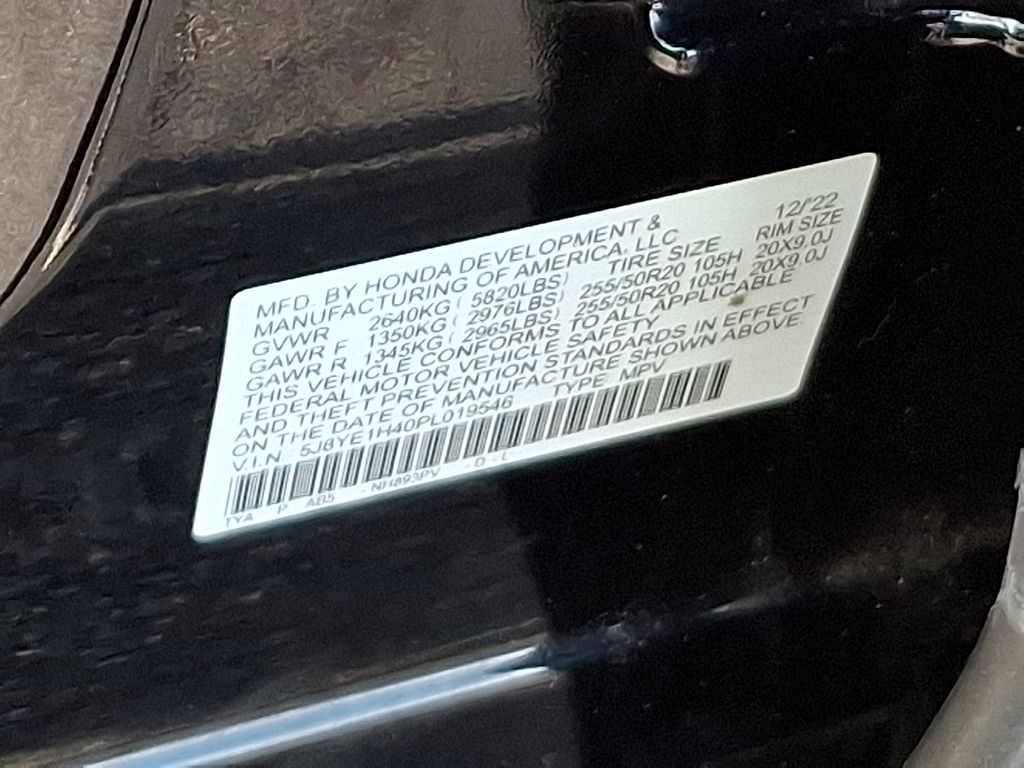 12/'22
MFD. BY HONDA DEVELOPMENT &
MANUFACTURING OF AMERICA, LLC
GVWR 2640KG ( 5820LBS) TIRE SIZE RIM SIZE
GAWR F 1350KG ( 2976LBS) 255/50R20 105H 20X9.0J
GAWR R 1345KG ( 2965LBS) 255/50R20 105H 20X9.0J
THIS VEHICLE CONFORMS TO ALL APPLICABLE
FEDERAL MOTOR VEHICLE SAFETY
AND THEFT PREVENTION STANDARDS IN EFFECT
ON THE DATE OF MANUFACTURE SHOWN ABOVE.
V.I.N.: 5J8YE1H40PL019546 TYPE: MPV
TYA P AB5 - NH893PV - D - L